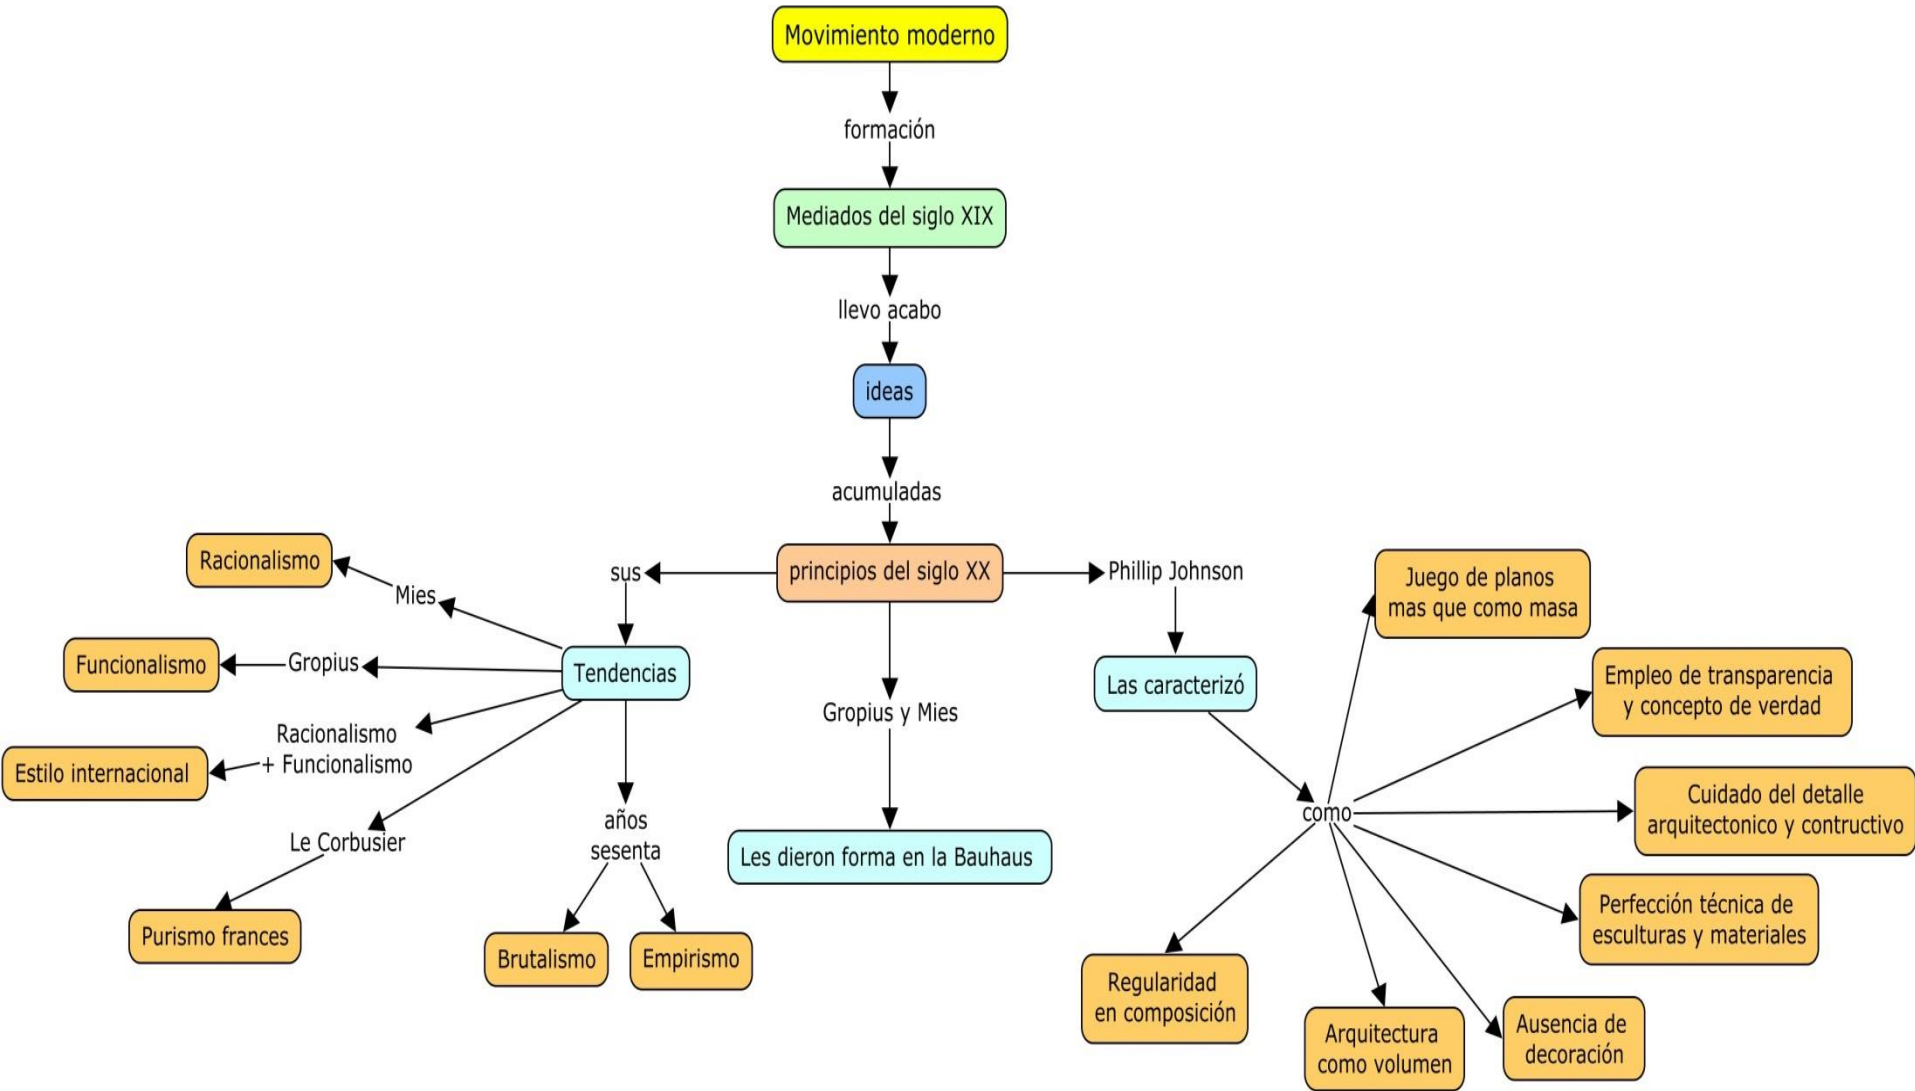 Movimiento moderno
formación
Mediados del siglo XIX
llevo acabo
ideas
acumuladas
principios del siglo XX
sus
Phillip Johnson
Racionalismo
Mies
Funcionalismo
Gropius
Tendencias
Racionalismo
+ Funcionalismo
Estilo internacional
Le Corbusier
Purismo frances
años
sesenta
Brutalismo
Empirismo
Gropius y Mies
Les dieron forma en la Bauhaus
Las caracterizó
como
Juego de planos
mas que como masa
Empleo de transparencia
y concepto de verdad
Cuidado del detalle
arquitectonico y contructivo
Perfección técnica de
esculturas y materiales
Ausencia de
decoración
Arquitectura
como volumen
Regularidad
en composición